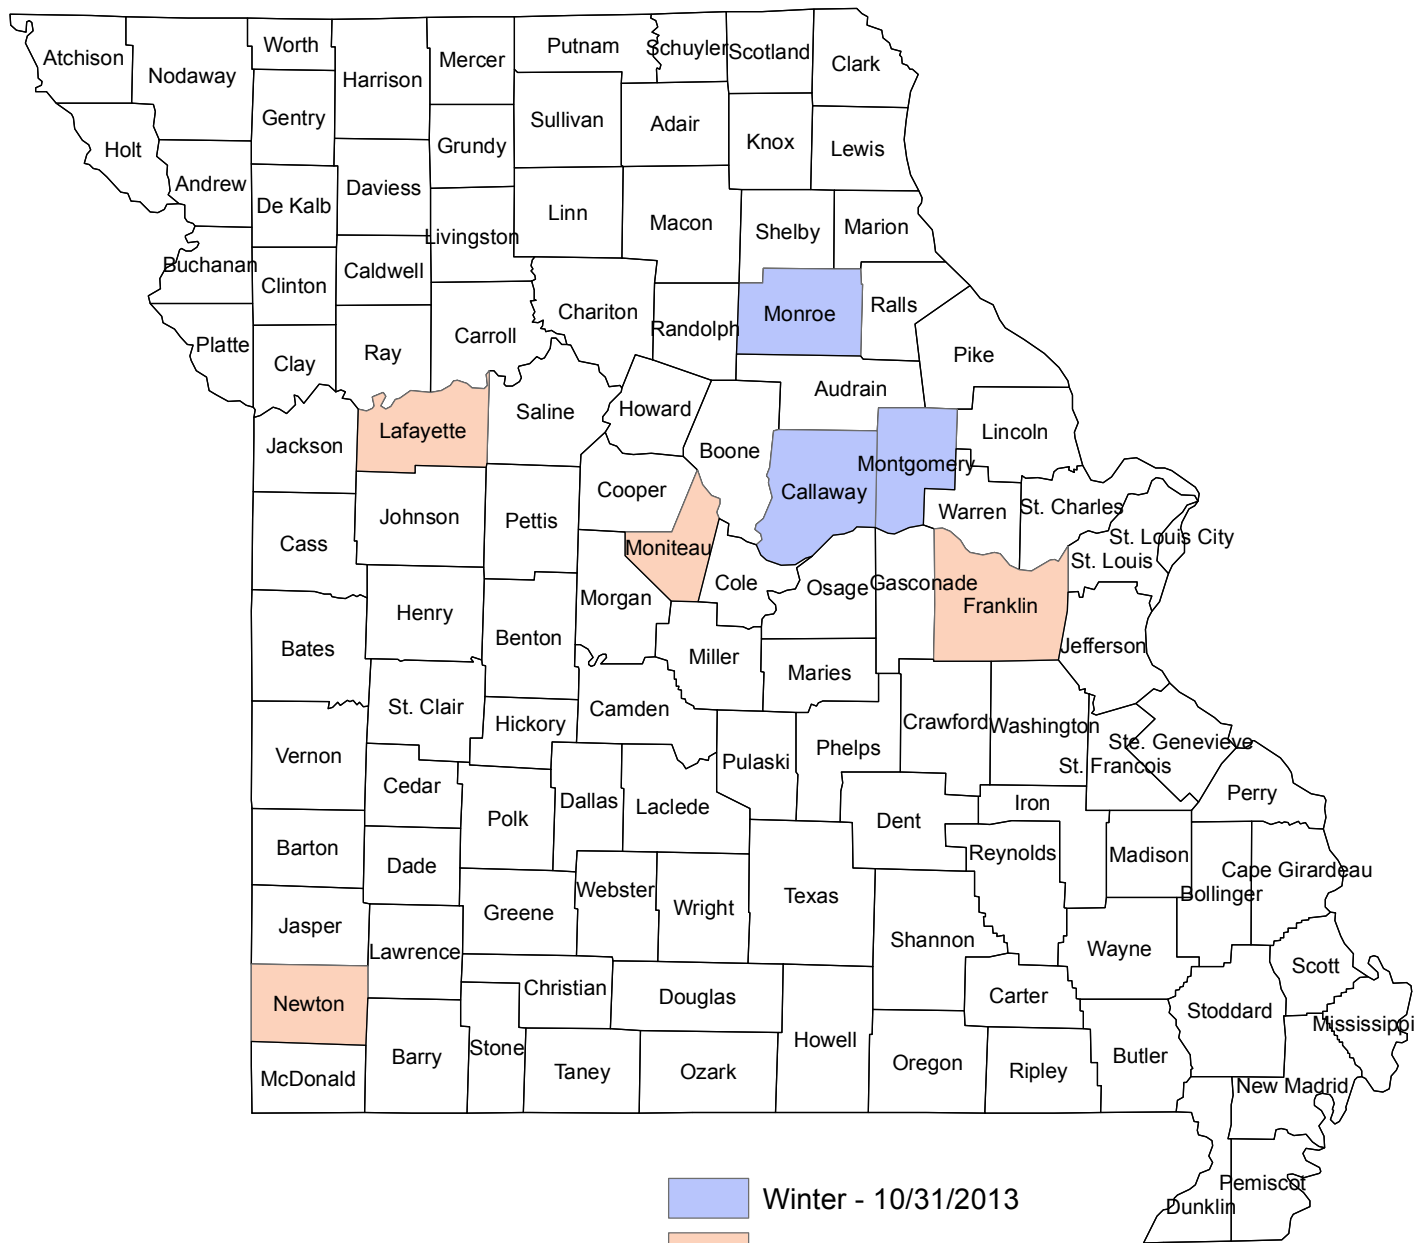 Atchison
Nodaway
Worth
Harrison
Mercer
Putnam
Schuyler
Scotland
Clark
Holt
Gentry
Grundy
Sullivan
Adair
Knox
Lewis
Andrew
De Kalb
Daviess
Livingston
Linn
Macon
Shelby
Marion
Buchanan
Clinton
Caldwell
Carroll
Chariton
Randolph
Monroe
Ralls
Pike
Platte
Clay
Ray
Audrain
Jackson
Lafayette
Saline
Howard
Boone
Callaway
Montgomery
Lincoln
Cooper
Warren
St. Charles
St. Louis City
St. Louis
Cass
Johnson
Pettis
Moniteau
Cole
Osage
Gasconade
Franklin
Jefferson
Bates
Henry
Benton
Morgan
Miller
Maries
St. Clair
Hickory
Camden
Crawford
Washington
Ste. Genevieve
St. Francois
Vernon
Cedar
Pulaski
Phelps
Perry
Polk
Dallas
Laclede
Dent
Iron
Barton
Dade
Reynolds
Madison
Bollinger
Cape Girardeau
Jasper
Lawrence
Greene
Webster
Wright
Texas
Shannon
Wayne
Scott
Newton
Christian
Douglas
Carter
Stoddard
Mississippi
McDonald
Barry
Stone
Taney
Ozark
Howell
Oregon
Ripley
Butler
New Madrid
Dunklin
Pemiscot
Winter - 10/31/2013